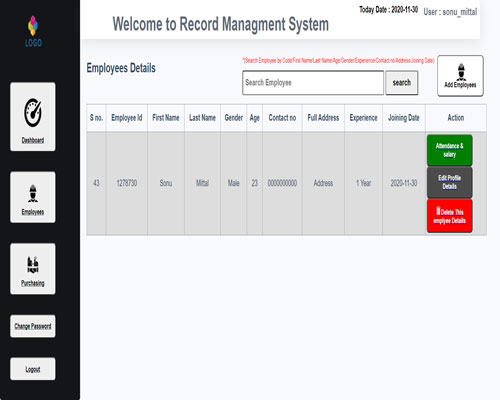 Today Date : 2020-11-30
User : sonu_mittal
Welcome to Record Managment System
LOGO
Employees Details
*(Search Employee by Code/First Name/Last Name/Age/Gender/Experience/Contact no/Address/Joining Date)
Search Employee
search
Add Employees
S no. Employee Id First Name Last Name Gender Age Contact no Full Address Experience Joining Date Action
43 1278730 Sonu Mittal Male 23 0000000000 Address 1 Year 2020-11-30
Attendance &
salary
Edit Profile
Details
Delete This
emplyee Details
Dashboard
Employees
Purchasing
Change Password
Logout